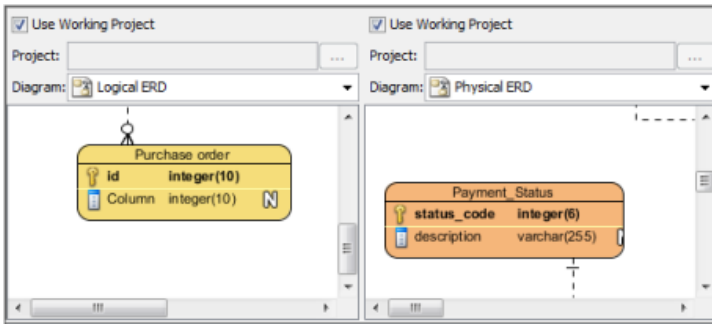 Use Working Project
Project:
...
Diagram: Logical ERD
Purchase order
id integer(10)
Column integer(10) N
Use Working Project
Project:
...
Diagram: Physical ERD
Payment_Status
status_code integer(6)
description varchar(255)